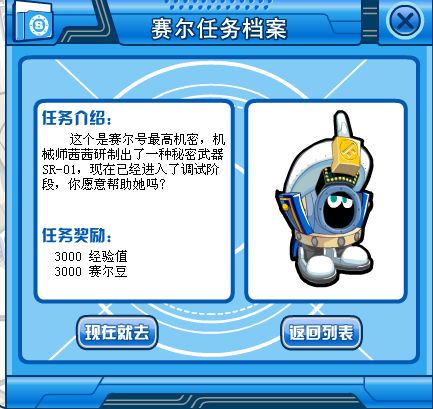 赛尔任务档案
任务介绍：
这个是赛尔号最高机密，机
械师茜茜研制出了一种秘密武器
SR-01，现在已经进入了调试阶
段，你愿意帮助她吗？
任务奖励：
3000 经验值
3000 赛尔豆
现在就去
返回列表